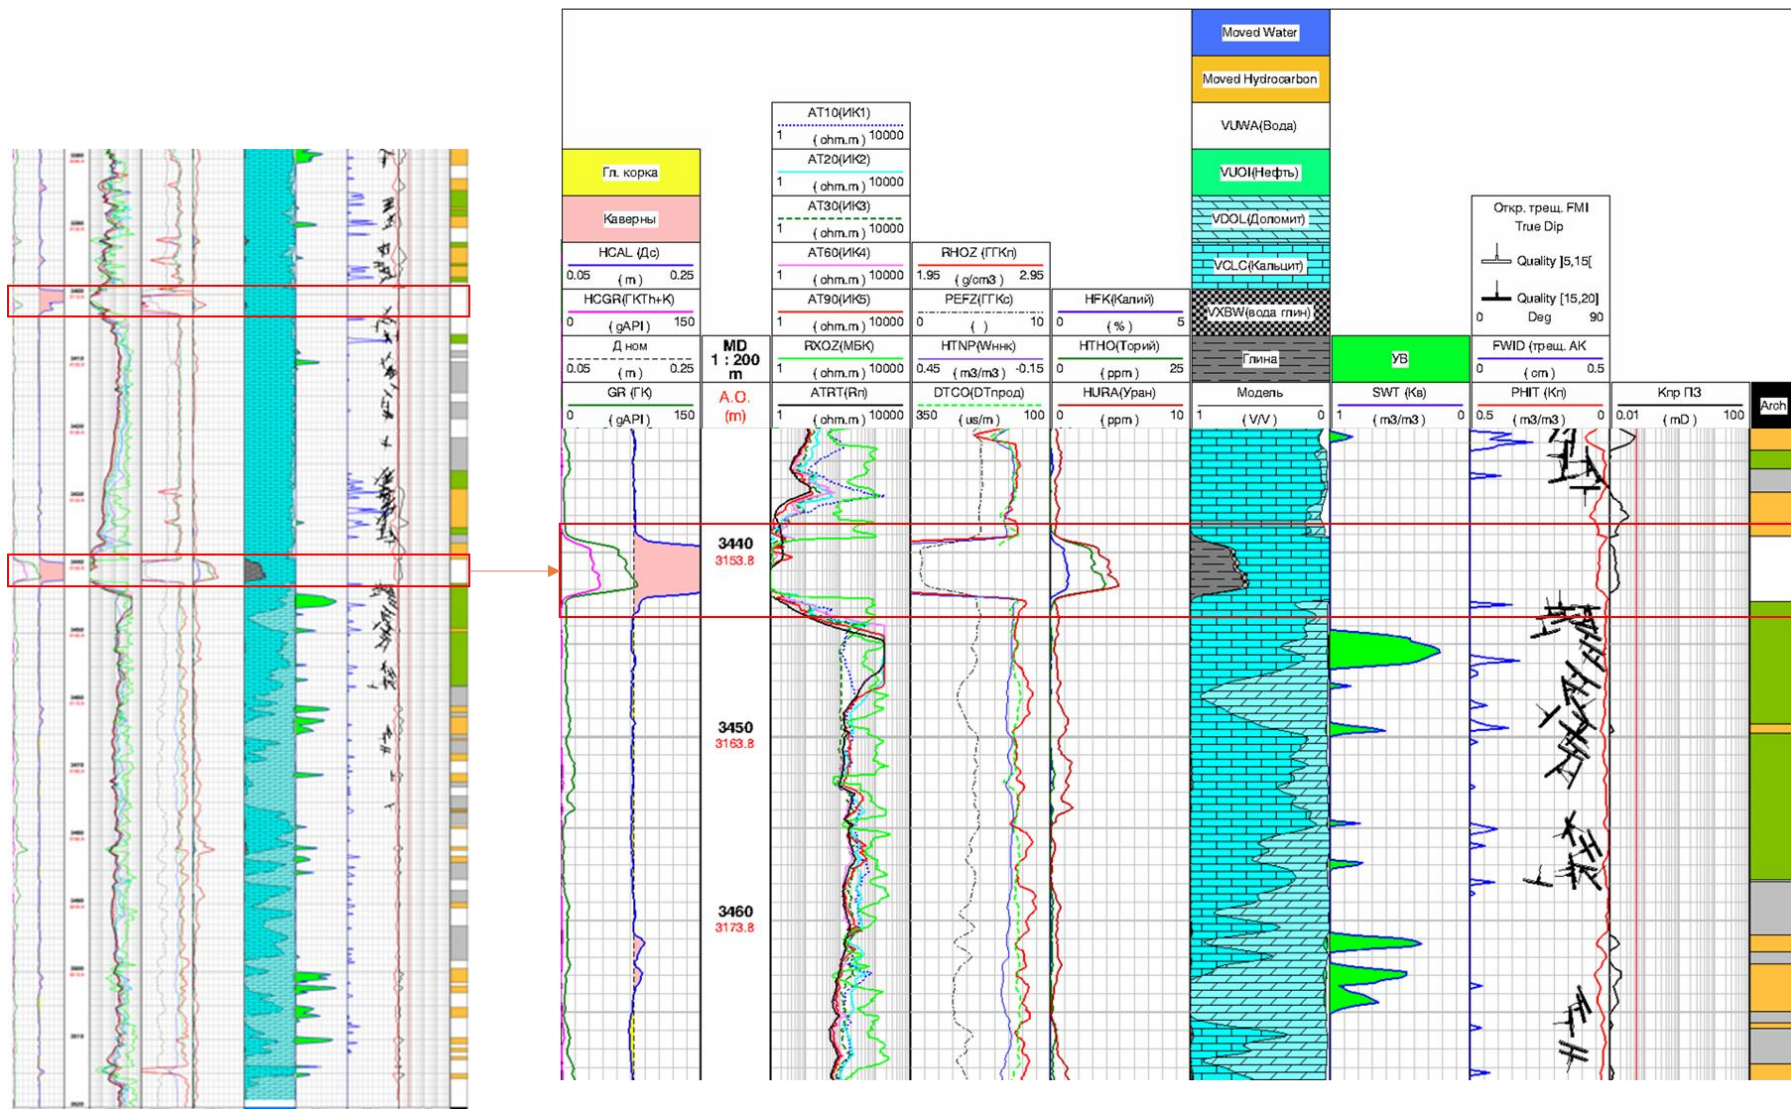 Moved Water
Moved Hydrocarbon
VUWA(Вода)
VUOI(Нефть)
VDOL(Доломит)
VCLC(Кальцит)
VXBW(вода глин)
Глина
Модель
1 (V/V) 0
Гл. корка
Каверны
HCAL (Дс)
0.05 0.25
(m)
HCGR(ГКTh+K)
0 150
(gAPI)
Д ном
0.05 0.25
(m)
GR (ГК)
0 150
(gAPI)
MD
1 : 200
m
А.О.
(m)
AT10(ИК1)
1 (ohm.m) 10000
AT20(ИК2)
1 (ohm.m) 10000
AT30(ИК3)
1 (ohm.m) 10000
AT60(ИК4)
1 (ohm.m) 10000
AT90(ИК5)
1 (ohm.m) 10000
RXOZ(МБК)
1 (ohm.m) 10000
ATRT(Rп)
1 (ohm.m) 10000
RHOZ (ГГКп)
1.95 (g/cm3) 2.95
PEFZ(ГГКс)
0 ( ) 10
HTNP(Wннк)
0.45 (m3/m3) -0.15
DTCO(DTпрод)
350 (us/m) 100
HFK(Калий)
0 (%) 5
HTHO(Торий)
0 (ppm) 25
HURA(Уран)
0 (ppm) 10
УВ
SWT (Кв)
1 (m3/m3) 0
Откр. трещ. FMI
True Dip
Quality ]5,15[
Quality [15,20]
0 Deg 90
FWID (трещ. АК
0 (cm) 0.5
PHIT (Кп)
0.5 (m3/m3) 0
Кпр ПЗ
0.01 (mD) 100
Arch
3440
3153.8
3450
3163.8
3460
3173.8